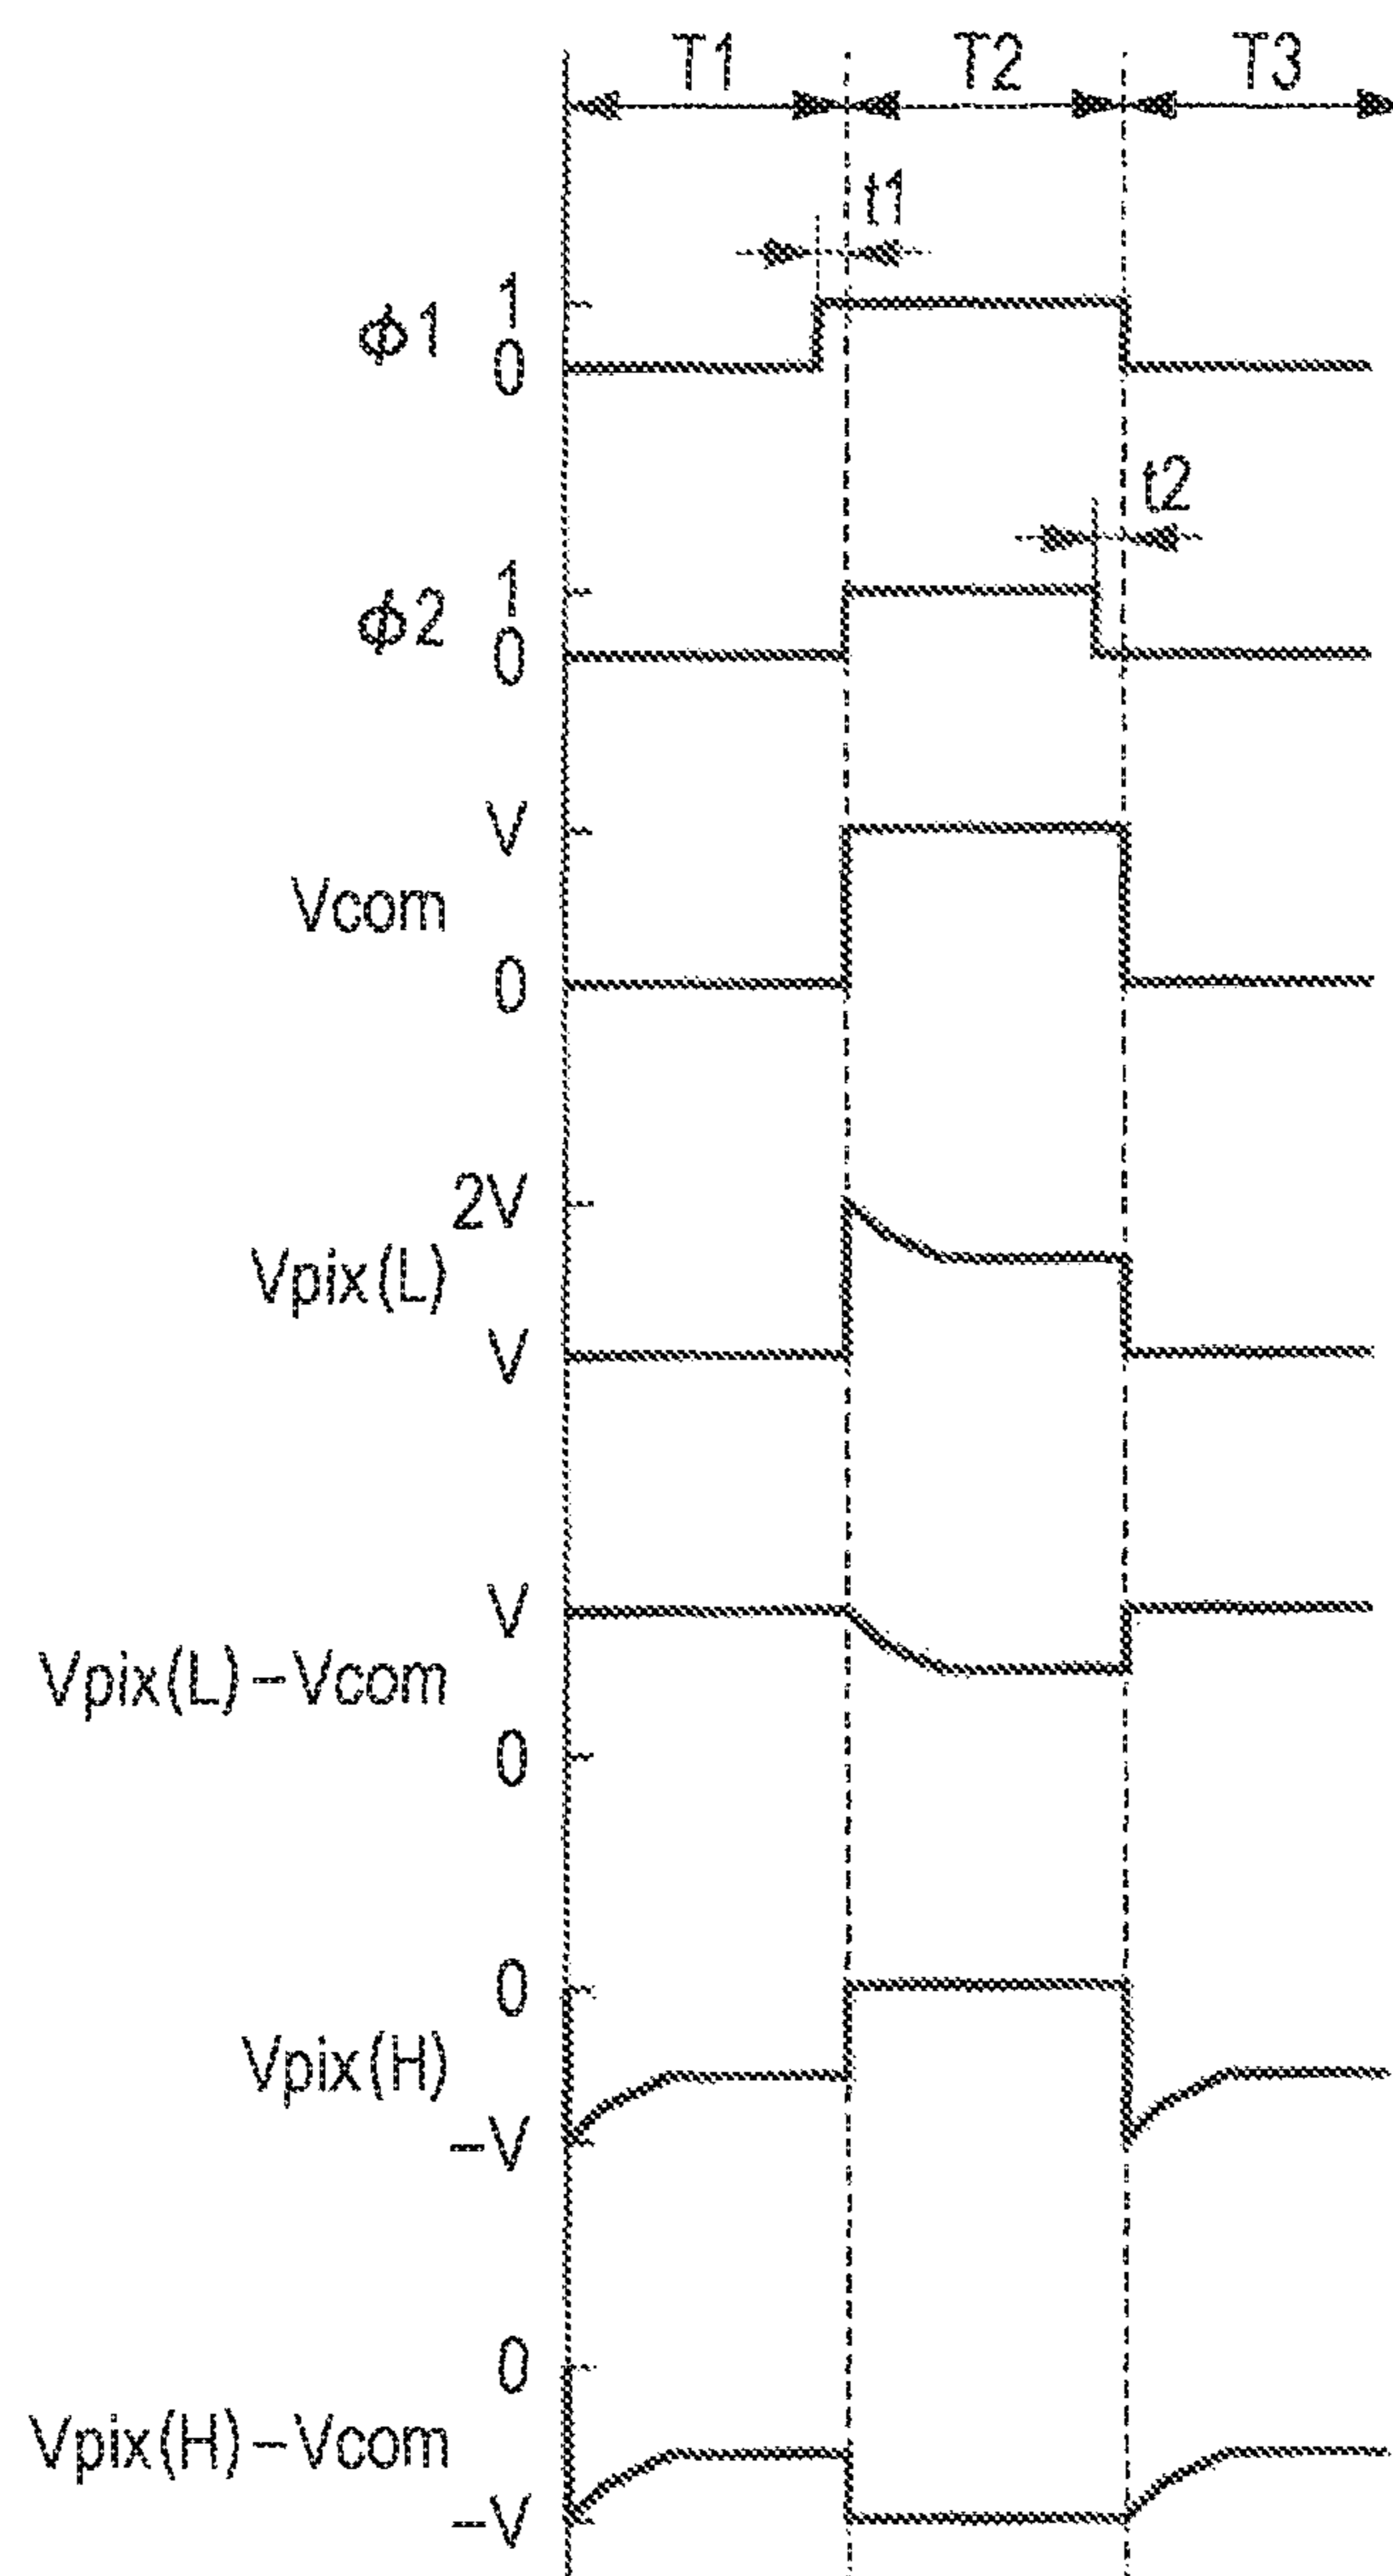 T1 T2 T3
t1
ϕ1 1
0
t2
ϕ2 1
0
V
Vcom
0
2V
Vpix(L)
V
V
Vpix(L)−Vcom
0
0
Vpix(H)
−V
0
Vpix(H)−Vcom
−V